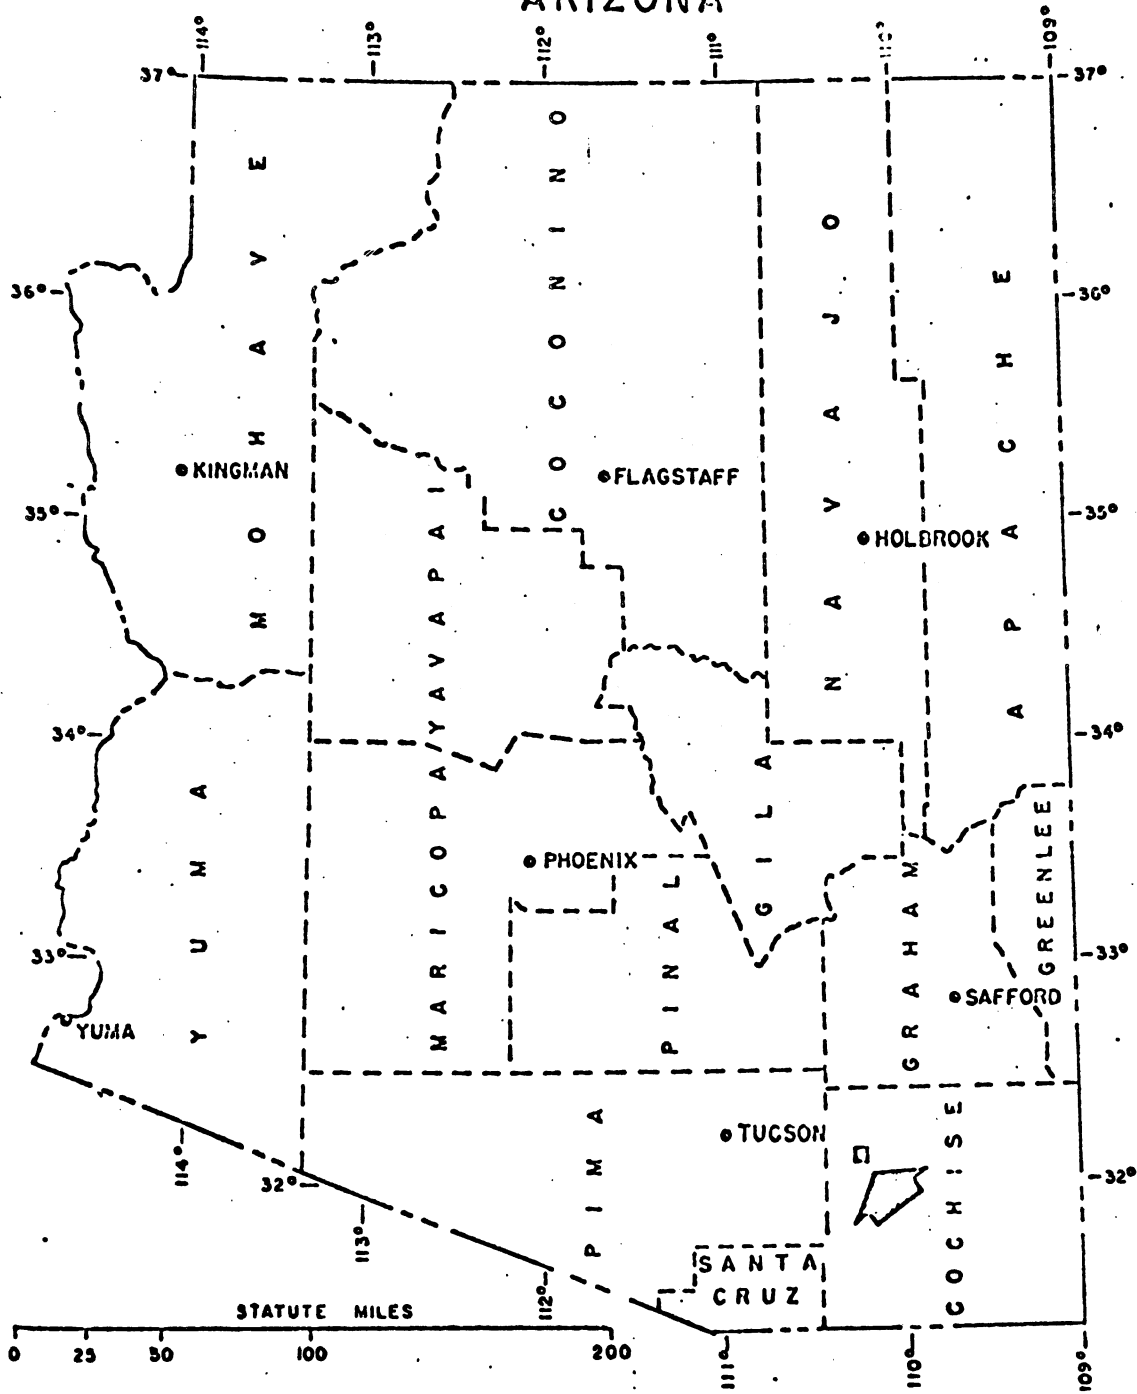 ARIZONA
114° 113° 112° 111° 110° 109°
37° 37°
MOHAVE
COCONINO
NAVAJO
APACHE
36° 36°
KINGMAN
FLAGSTAFF
35° 35°
HOLBROOK
YAVAPAI
34° 34°
YUMA
MARICOPA
GILA
PHOENIX
PINAL
GRAHAM
GREENLEE
33° 33°
SAFFORD
YUMA
PIMA
TUCSON
COCHISE
114° 32° 32°
113°
SANTA
CRUZ
112°
STATUTE MILES
0 25 50 100 200
111° 110° 109°